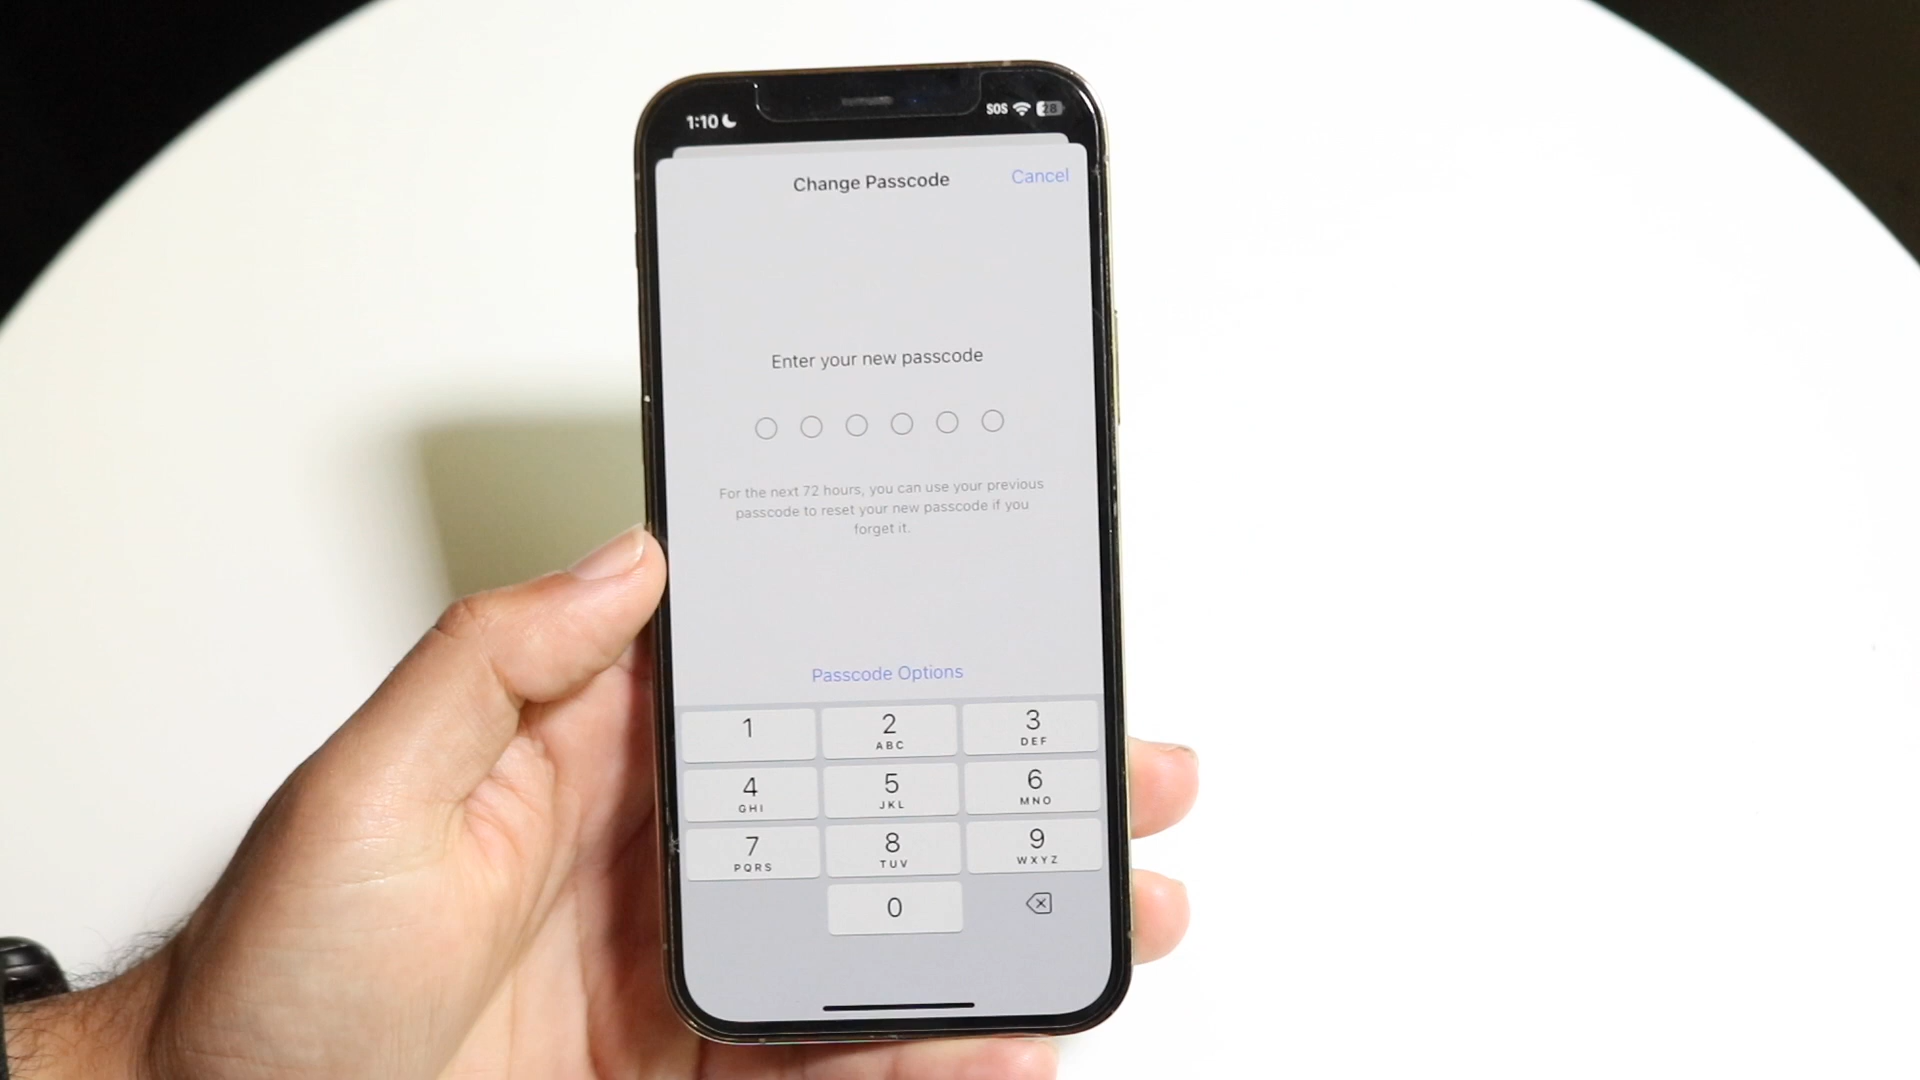 1:10
SOS
28
Change Passcode
Cancel
Enter your new passcode
For the next 72 hours, you can use your previous
passcode to reset your new passcode if you
forget it.
Passcode Options
1
2
ABC
3
DEF
4
GHI
5
JKL
6
MNO
7
PQRS
8
TUV
9
WXYZ
0